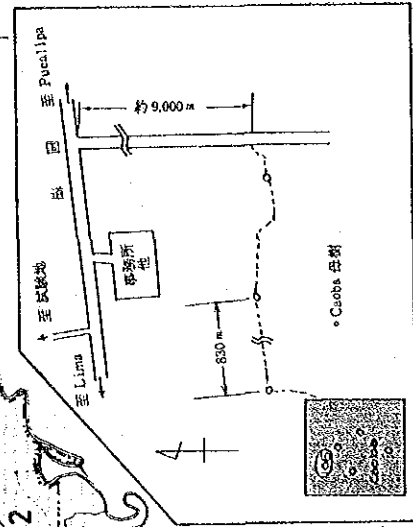 2
至 試験地
至 Pucallpa
国道
至 Lima
事務所
他
約 9,000 m
830 m
Caoba 母樹